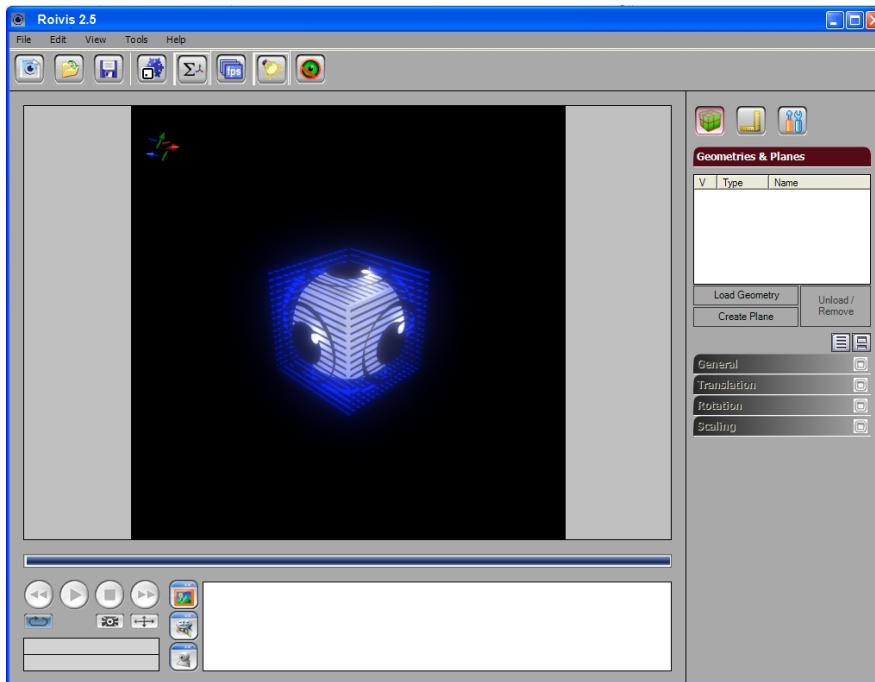 Roivis 2.5
File Edit View Tools Help
fps
Geometries & Planes
V Type Name
Load Geometry
Unload / Remove
Create Plane
General
Translation
Rotation
Scaling